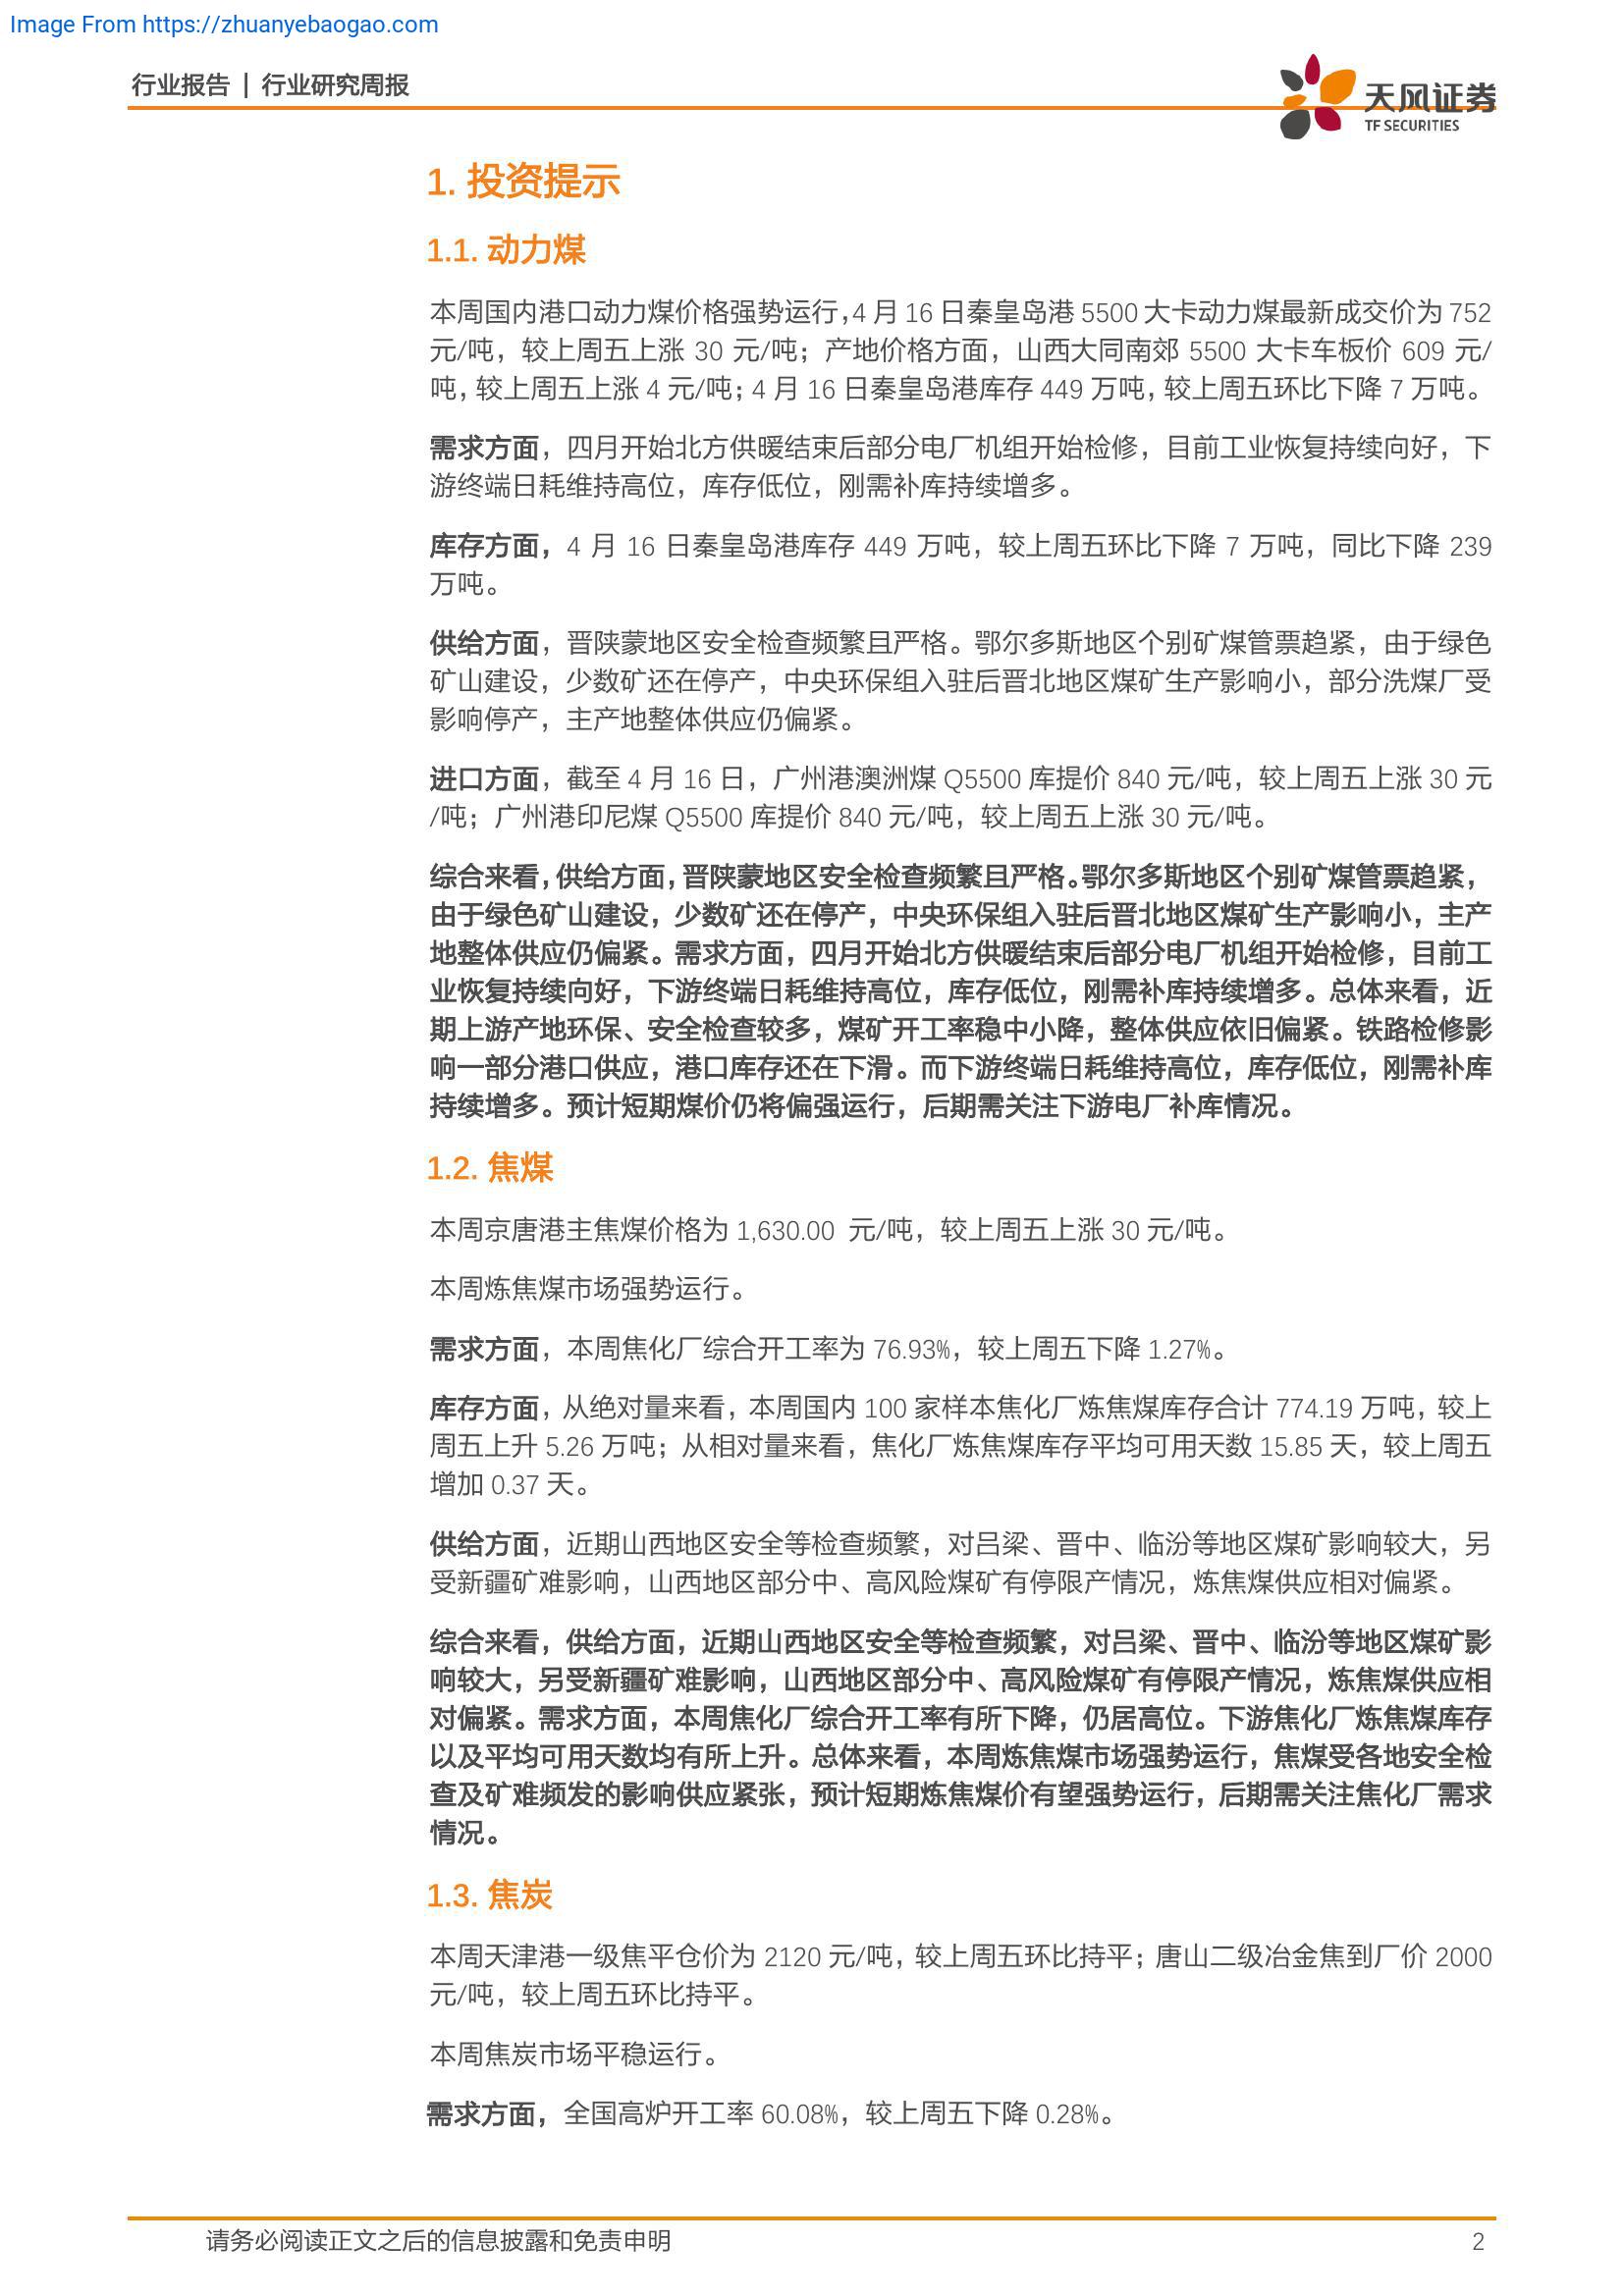 Image From https://zhuanyebaogao.com
行业报告 | 行业研究周报
天风证券
TF SECURITIES
1. 投资提示
1.1. 动力煤
本周国内港口动力煤价格强势运行，4 月 16 日秦皇岛港 5500 大卡动力煤最新成交价为 752
元/吨，较上周五上涨 30 元/吨；产地价格方面，山西大同南郊 5500 大卡车板价 609 元/
吨，较上周五上涨 4 元/吨；4 月 16 日秦皇岛港库存 449 万吨，较上周五环比下降 7 万吨。
需求方面，四月开始北方供暖结束后部分电厂机组开始检修，目前工业恢复持续向好，下
游终端日耗维持高位，库存低位，刚需补库持续增多。
库存方面，4 月 16 日秦皇岛港库存 449 万吨，较上周五环比下降 7 万吨，同比下降 239
万吨。
供给方面，晋陕蒙地区安全检查频繁且严格。鄂尔多斯地区个别矿煤管票趋紧，由于绿色
矿山建设，少数矿还在停产，中央环保组入驻后晋北地区煤矿生产影响小，部分洗煤厂受
影响停产，主产地整体供应仍偏紧。
进口方面，截至 4 月 16 日，广州港澳洲煤 Q5500 库提价 840 元/吨，较上周五上涨 30 元
/吨；广州港印尼煤 Q5500 库提价 840 元/吨，较上周五上涨 30 元/吨。
综合来看，供给方面，晋陕蒙地区安全检查频繁且严格。鄂尔多斯地区个别矿煤管票趋紧，
由于绿色矿山建设，少数矿还在停产，中央环保组入驻后晋北地区煤矿生产影响小，主产
地整体供应仍偏紧。需求方面，四月开始北方供暖结束后部分电厂机组开始检修，目前工
业恢复持续向好，下游终端日耗维持高位，库存低位，刚需补库持续增多。总体来看，近
期上游产地环保、安全检查较多，煤矿开工率稳中小降，整体供应依旧偏紧。铁路检修影
响一部分港口供应，港口库存还在下滑。而下游终端日耗维持高位，库存低位，刚需补库
持续增多。预计短期煤价仍将偏强运行，后期需关注下游电厂补库情况。
1.2. 焦煤
本周京唐港主焦煤价格为 1,630.00 元/吨，较上周五上涨 30 元/吨。
本周炼焦煤市场强势运行。
需求方面，本周焦化厂综合开工率为 76.93%，较上周五下降 1.27%。
库存方面，从绝对量来看，本周国内 100 家样本焦化厂炼焦煤库存合计 774.19 万吨，较上
周五上升 5.26 万吨；从相对量来看，焦化厂炼焦煤库存平均可用天数 15.85 天，较上周五
增加 0.37 天。
供给方面，近期山西地区安全等检查频繁，对吕梁、晋中、临汾等地区煤矿影响较大，另
受新疆矿难影响，山西地区部分中、高风险煤矿有停限产情况，炼焦煤供应相对偏紧。
综合来看，供给方面，近期山西地区安全等检查频繁，对吕梁、晋中、临汾等地区煤矿影
响较大，另受新疆矿难影响，山西地区部分中、高风险煤矿有停限产情况，炼焦煤供应相
对偏紧。需求方面，本周焦化厂综合开工率有所下降，仍居高位。下游焦化厂炼焦煤库存
以及平均可用天数均有所上升。总体来看，本周炼焦煤市场强势运行，焦煤受各地安全检
查及矿难频发的影响供应紧张，预计短期炼焦煤价有望强势运行，后期需关注焦化厂需求
情况。
1.3. 焦炭
本周天津港一级焦平仓价为 2120 元/吨，较上周五环比持平；唐山二级冶金焦到厂价 2000
元/吨，较上周五环比持平。
本周焦炭市场平稳运行。
需求方面，全国高炉开工率 60.08%，较上周五下降 0.28%。
请务必阅读正文之后的信息披露和免责申明
2